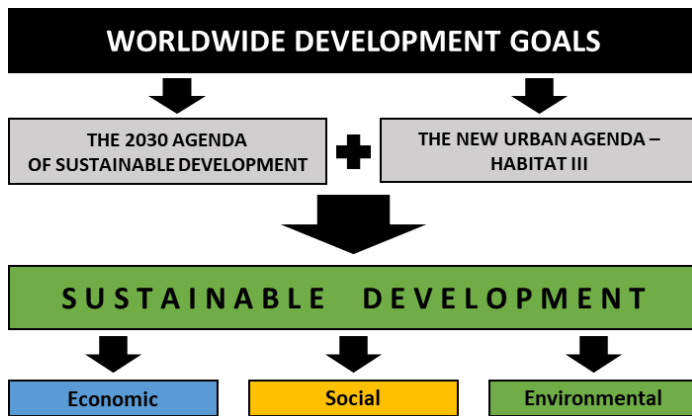 WORLDWIDE DEVELOPMENT GOALS
THE 2030 AGENDA
OF SUSTAINABLE DEVELOPMENT
THE NEW URBAN AGENDA –
HABITAT III
SUSTAINABLE DEVELOPMENT
Economic
Social
Environmental